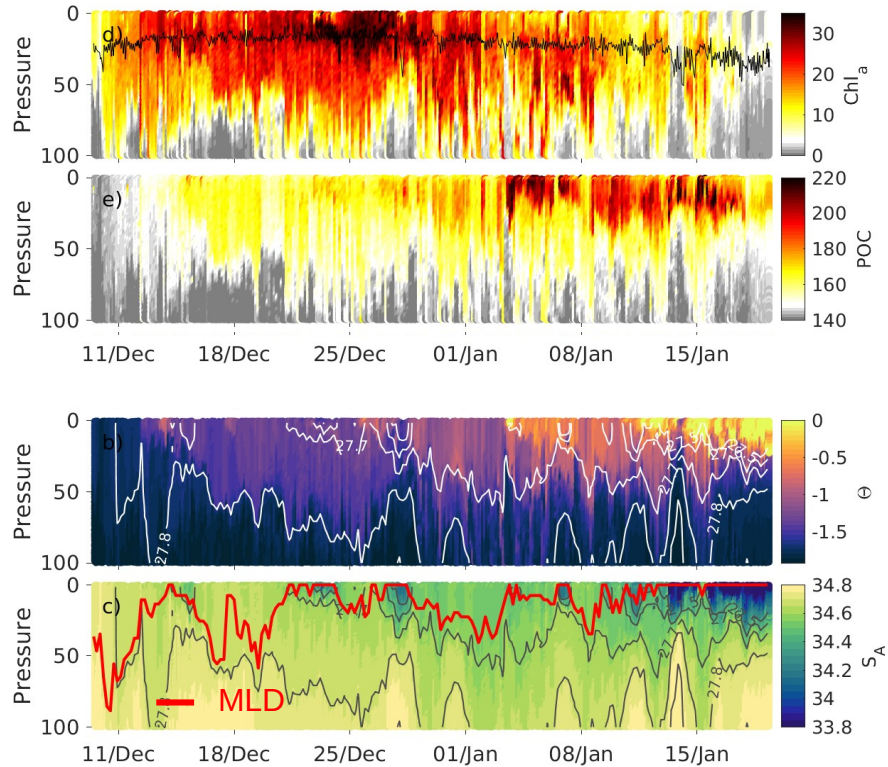 0
d)
50
100
Pressure
30
20
10
0
Chl a
0
e)
50
100
Pressure
220
200
180
160
140
POC
11/Dec 18/Dec 25/Dec 01/Jan 08/Jan 15/Jan
0
b)
50
100
Pressure
27.7
27.8
27.8
0
-0.5
-1
-1.5
Θ
0
c)
50
100
Pressure
MLD
27.8
34.8
34.6
34.4
34.2
34
33.8
S A
11/Dec 18/Dec 25/Dec 01/Jan 08/Jan 15/Jan